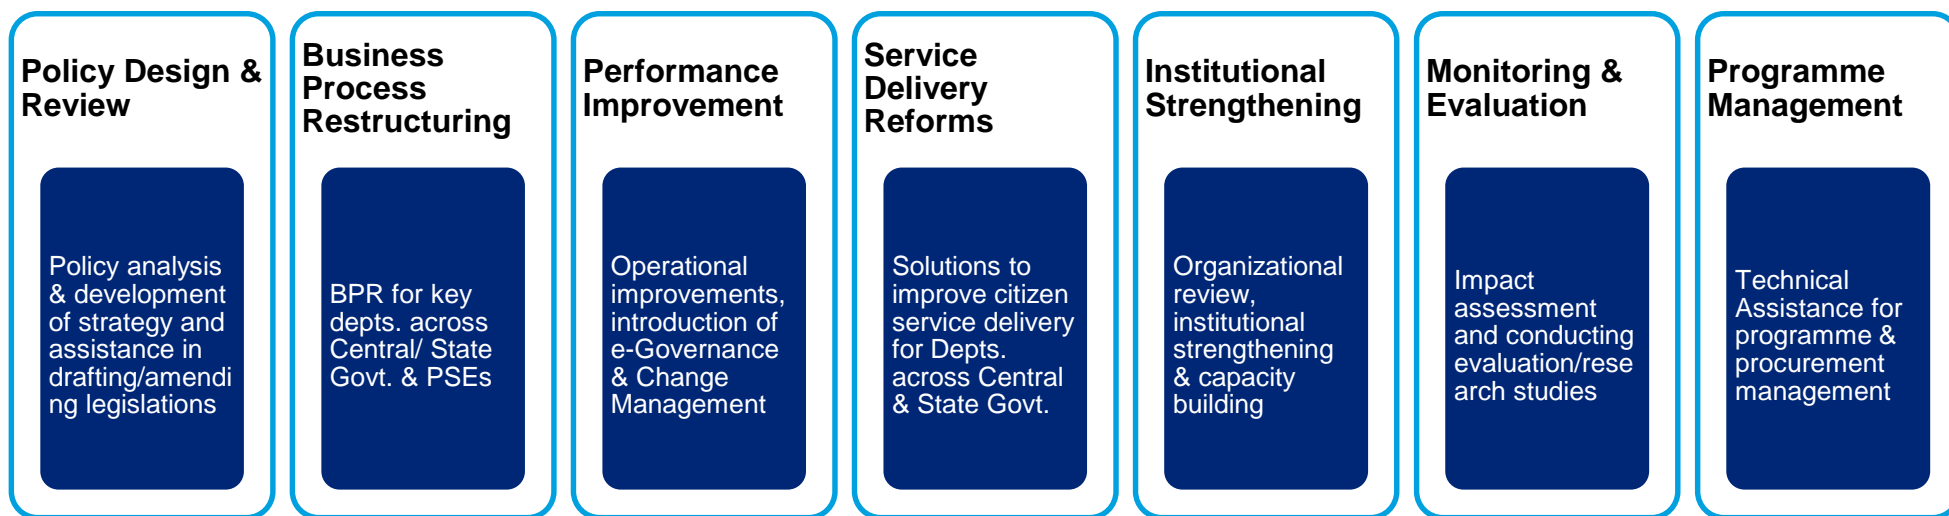 Policy Design &
Review
Policy analysis
& development
of strategy and
assistance in
drafting/amendi
ng legislations
Business
Process
Restructuring
BPR for key
depts. across
Central/ State
Govt. & PSEs
Performance
Improvement
Operational
improvements,
introduction of
e-Governance
& Change
Management
Service
Delivery
Reforms
Solutions to
improve citizen
service delivery
for Depts.
across Central
& State Govt.
Institutional
Strengthening
Organizational
review,
institutional
strengthening
& capacity
building
Monitoring &
Evaluation
Impact
assessment
and conducting
evaluation/rese
arch studies
Programme
Management
Technical
Assistance for
programme &
procurement
management